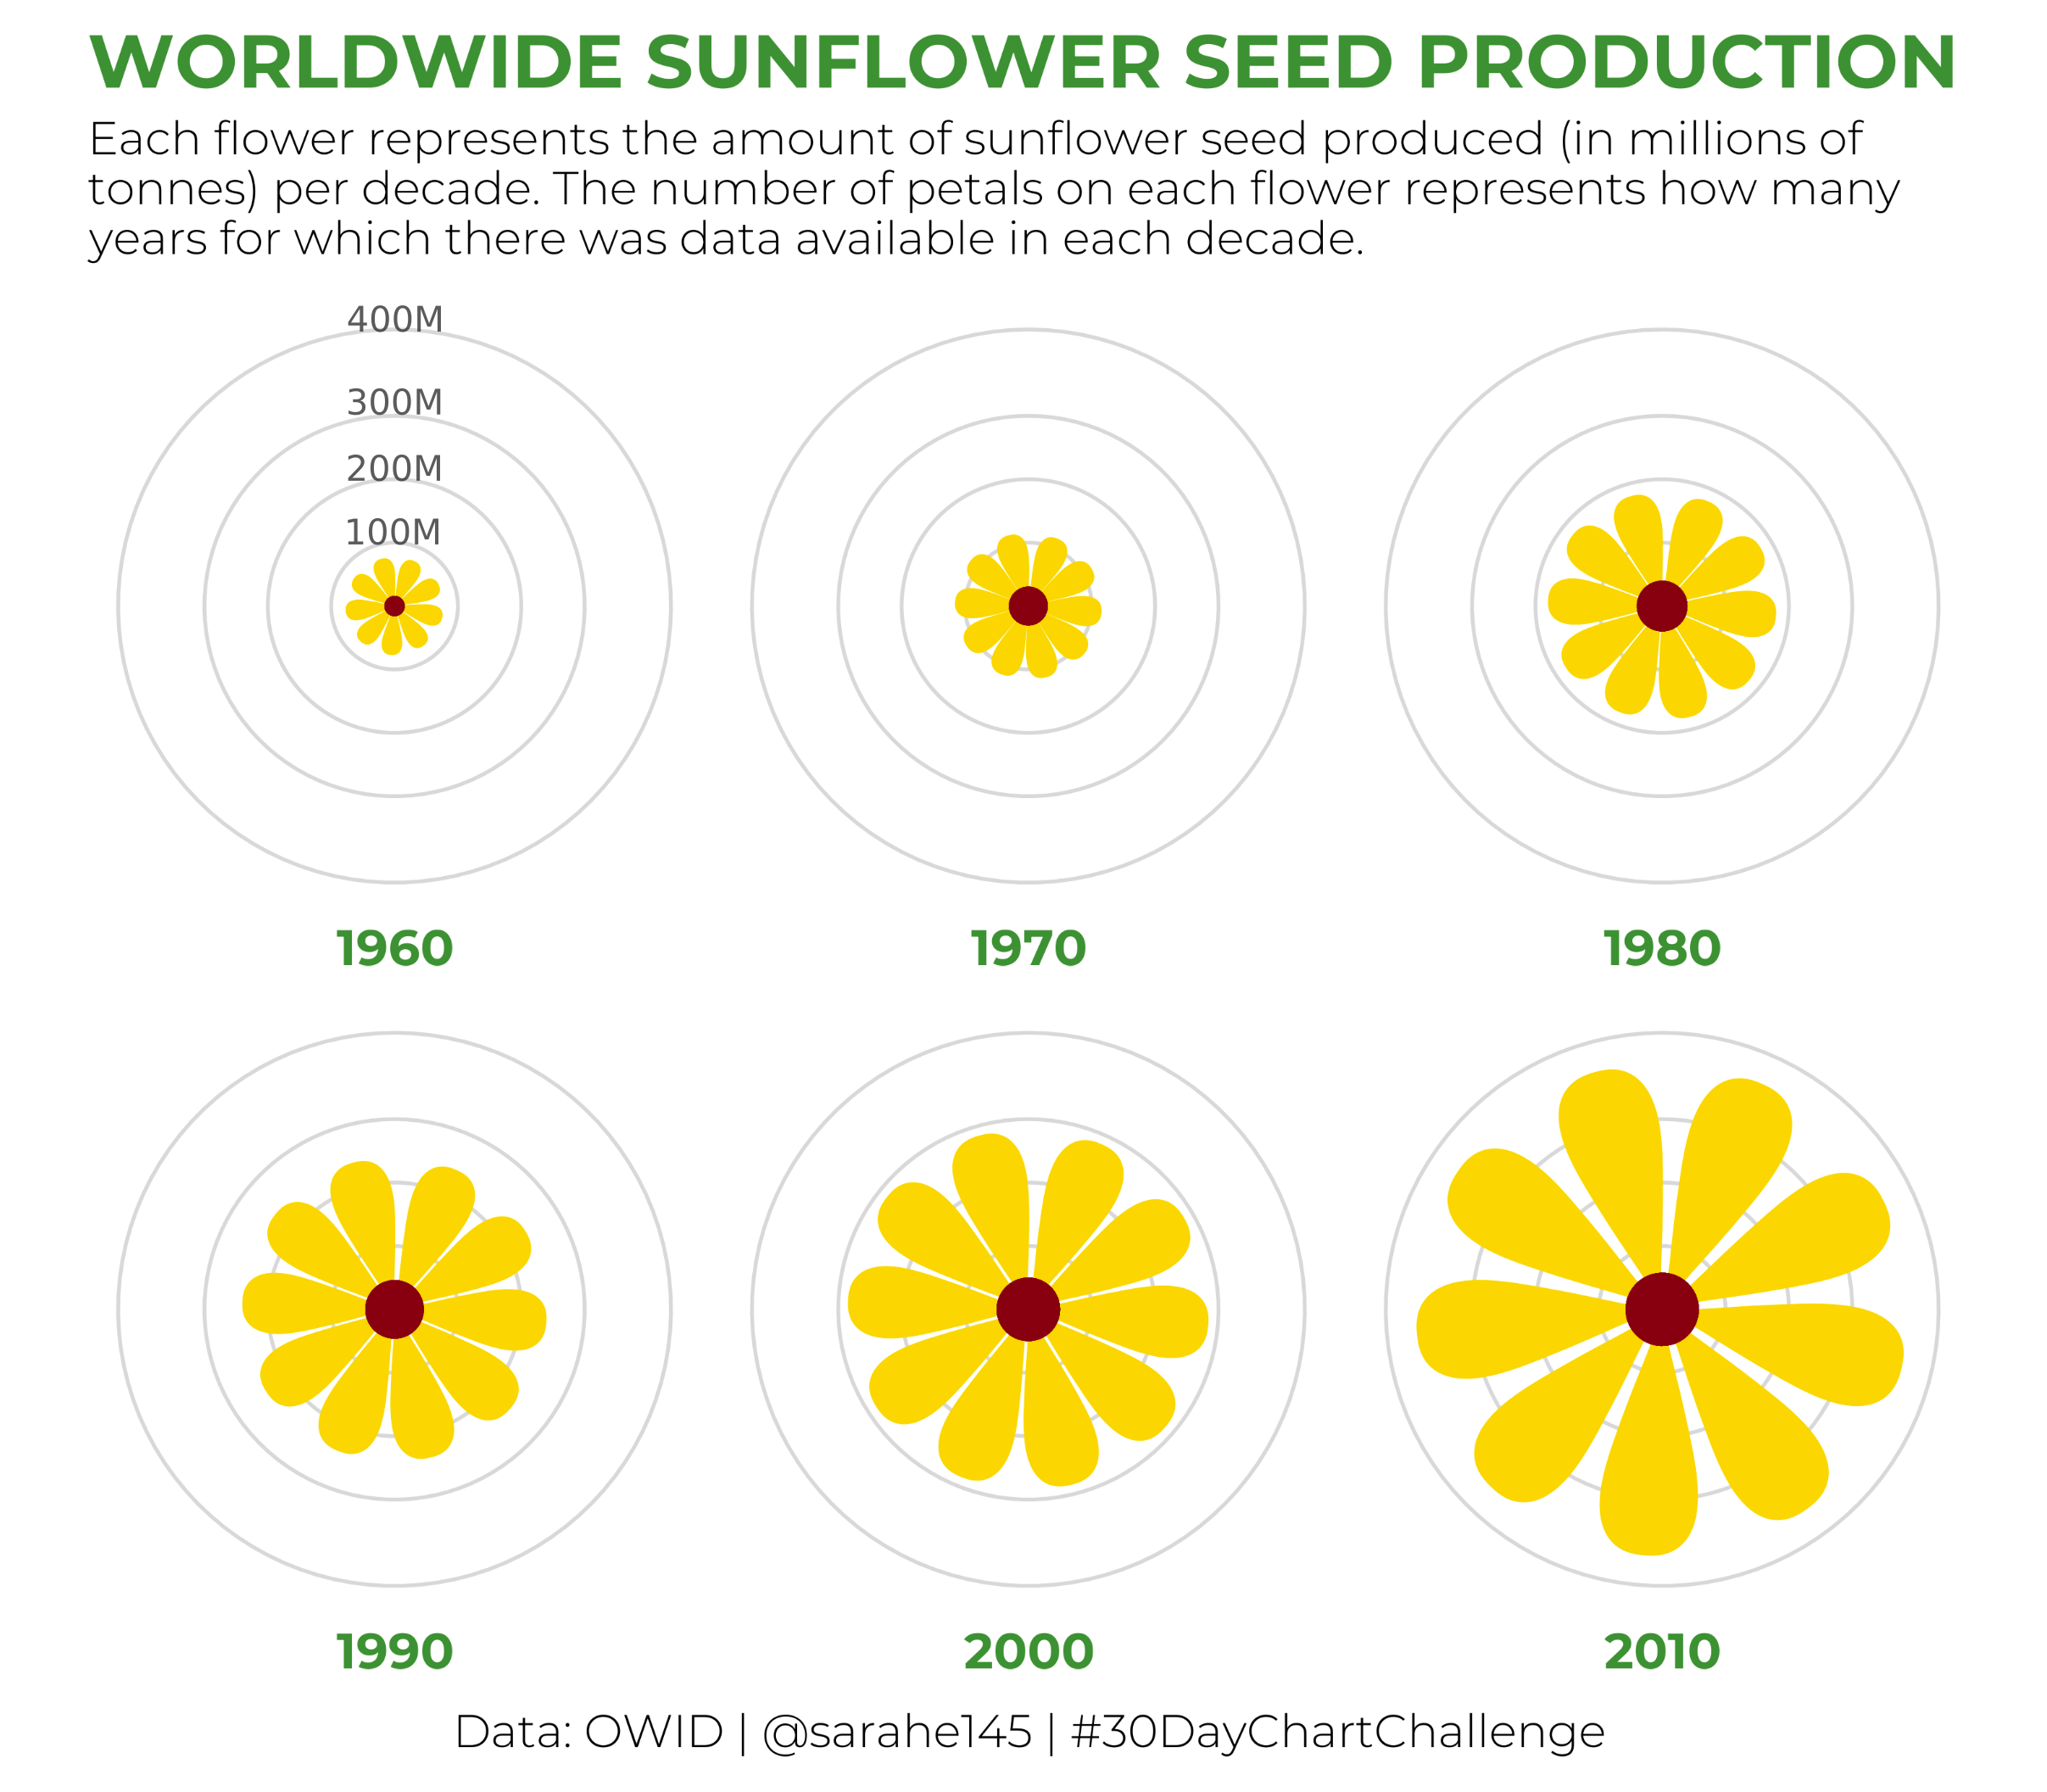 WORLDWIDE SUNFLOWER SEED PRODUCTION
Each flower represents the amount of sunflower seed produced (in millions of
tonnes) per decade. The number of petals on each flower represents how many
years for which there was data available in each decade.
400M
300M
200M
100M
1960
1970
1980
1990
2000
2010
Data: OWID | @sarahe145 | #30DayChartChallenge